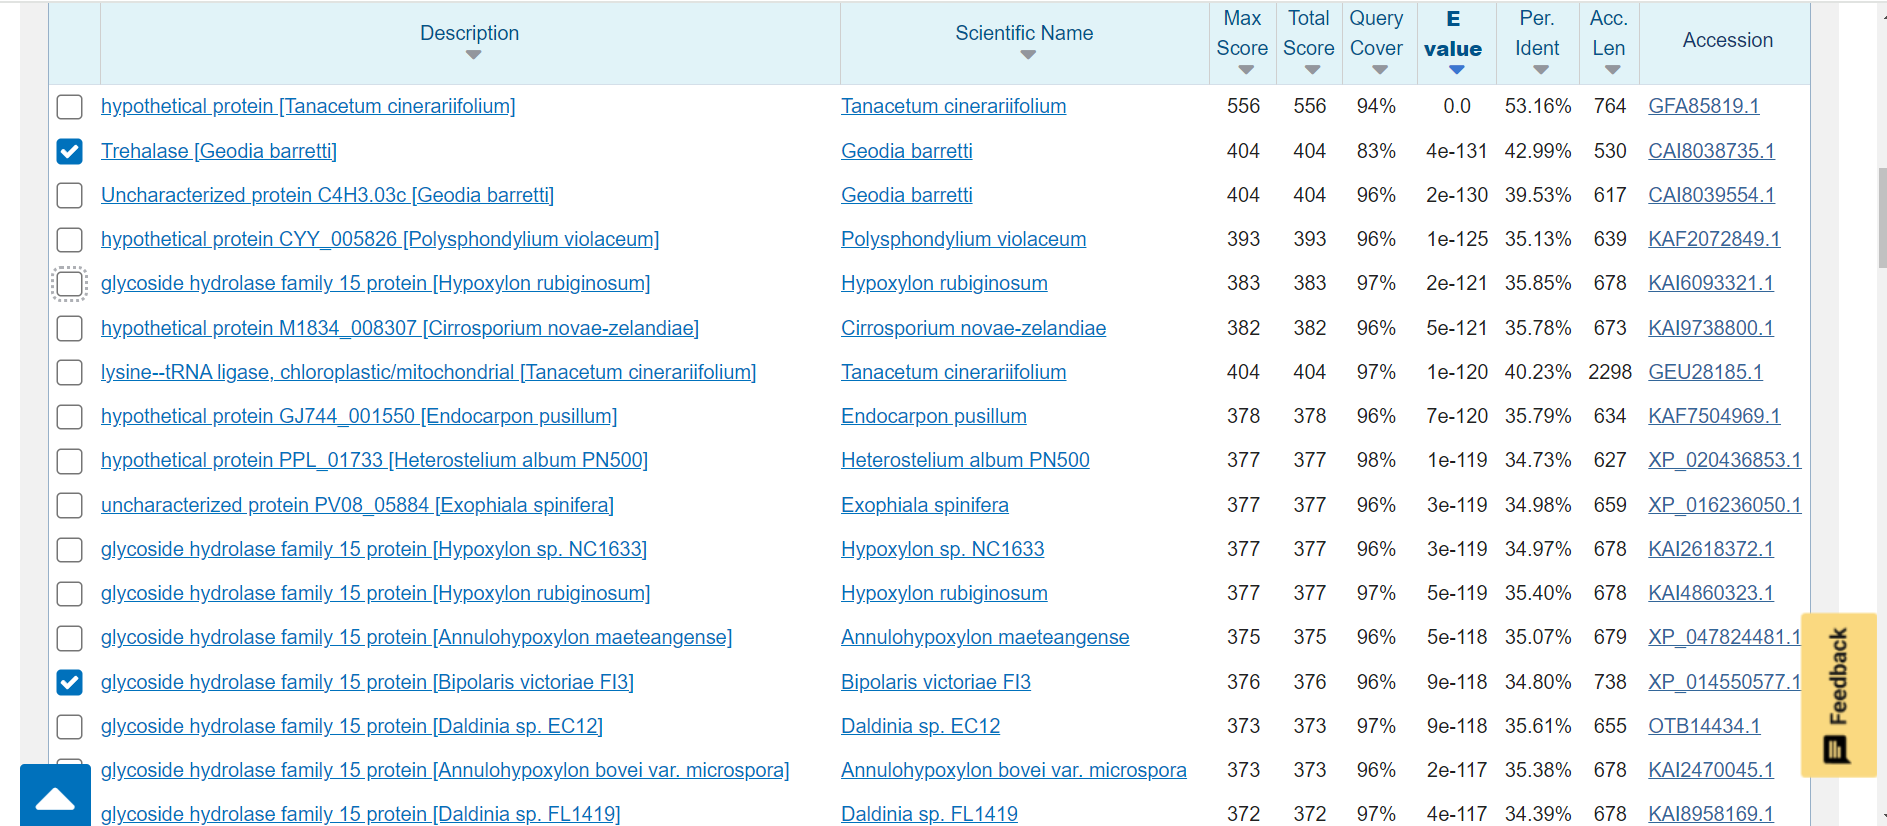 Description Scientific Name Max Score Total Score Query Cover E value Per. Ident Acc. Len Accession
hypothetical protein [Tanacetum cinerariifolium] Tanacetum cinerariifolium 556 556 94% 0.0 53.16% 764 GFA85819.1
Trehalase [Geodia barretti] Geodia barretti 404 404 83% 4e-131 42.99% 530 CAI8038735.1
Uncharacterized protein C4H3.03c [Geodia barretti] Geodia barretti 404 404 96% 2e-130 39.53% 617 CAI8039554.1
hypothetical protein CYY_005826 [Polysphondylium violaceum] Polysphondylium violaceum 393 393 96% 1e-125 35.13% 639 KAF2072849.1
glycoside hydrolase family 15 protein [Hypoxylon rubiginosum] Hypoxylon rubiginosum 383 383 97% 2e-121 35.85% 678 KAI6093321.1
hypothetical protein M1834_008307 [Cirrosporium novae-zelandiae] Cirrosporium novae-zelandiae 382 382 96% 5e-121 35.78% 673 KAI9738800.1
lysine--tRNA ligase, chloroplastic/mitochondrial [Tanacetum cinerariifolium] Tanacetum cinerariifolium 404 404 97% 1e-120 40.23% 2298 GEU28185.1
hypothetical protein GJ744_001550 [Endocarpon pusillum] Endocarpon pusillum 378 378 96% 7e-120 35.79% 634 KAF7504969.1
hypothetical protein PPL_01733 [Heterostelium album PN500] Heterostelium album PN500 377 377 98% 1e-119 34.73% 627 XP_020436853.1
uncharacterized protein PV08_05884 [Exophiala spinifera] Exophiala spinifera 377 377 96% 3e-119 34.98% 659 XP_016236050.1
glycoside hydrolase family 15 protein [Hypoxylon sp. NC1633] Hypoxylon sp. NC1633 377 377 96% 3e-119 34.97% 678 KAI2618372.1
glycoside hydrolase family 15 protein [Hypoxylon rubiginosum] Hypoxylon rubiginosum 377 377 97% 5e-119 35.40% 678 KAI4860323.1
glycoside hydrolase family 15 protein [Annulohypoxylon maeteangense] Annulohypoxylon maeteangense 375 375 96% 5e-118 35.07% 679 XP_047824481.1
glycoside hydrolase family 15 protein [Bipolaris victoriae FI3] Bipolaris victoriae FI3 376 376 96% 9e-118 34.80% 738 XP_014550577.1
glycoside hydrolase family 15 protein [Daldinia sp. EC12] Daldinia sp. EC12 373 373 97% 9e-118 35.61% 655 OTB14434.1
glycoside hydrolase family 15 protein [Annulohypoxylon bovei var. microspora] Annulohypoxylon bovei var. microspora 373 373 96% 2e-117 35.38% 678 KAI2470045.1
glycoside hydrolase family 15 protein [Daldinia sp. FL1419] Daldinia sp. FL1419 372 372 97% 4e-117 34.39% 678 KAI8958169.1
Feedback